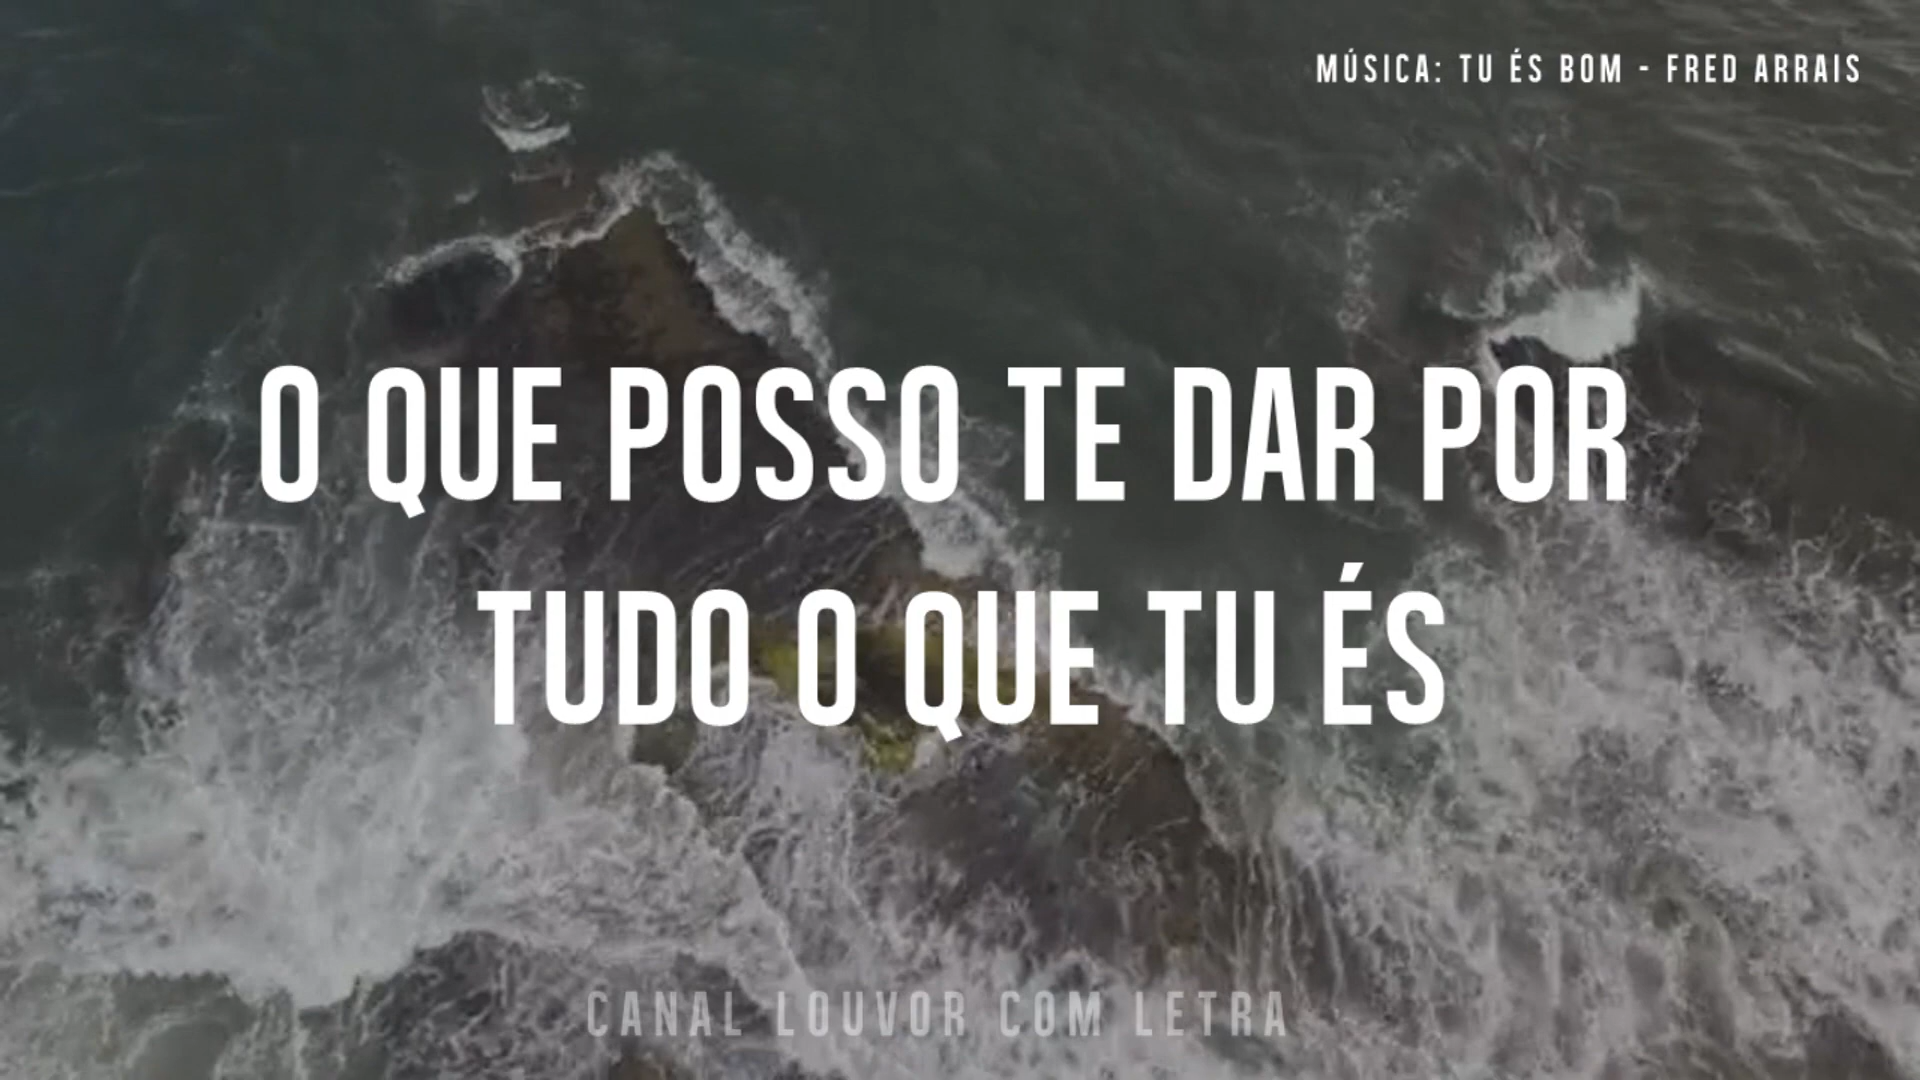 MÚSICA: TU ÉS BOM - FRED ARRAIS
O QUE POSSO TE DAR POR
TUDO O QUE TU ÉS
CANAL LOUVOR COM LETRA